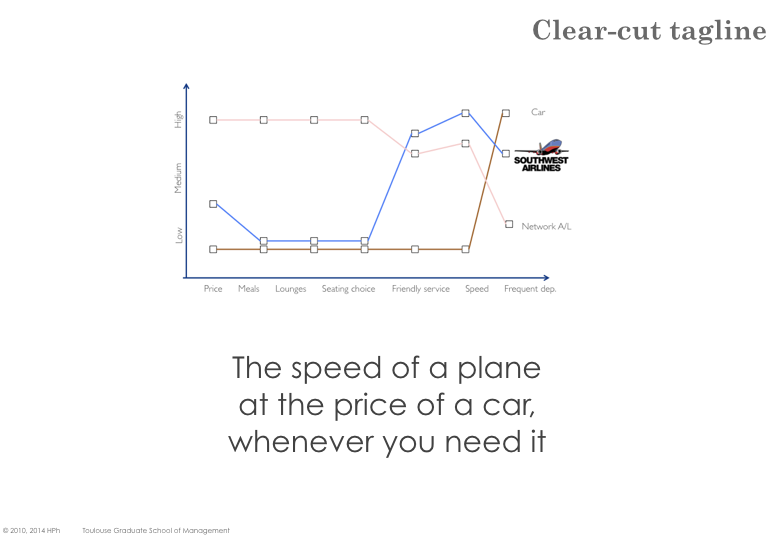 Clear-cut tagline
High
Medium
Low
Car
SOUTHWEST
AIRLINES
Network A/L
Price Meals Lounges Seating choice Friendly service Speed Frequent dep.
The speed of a plane
at the price of a car,
whenever you need it
© 2010, 2014 HPh Toulouse Graduate School of Management